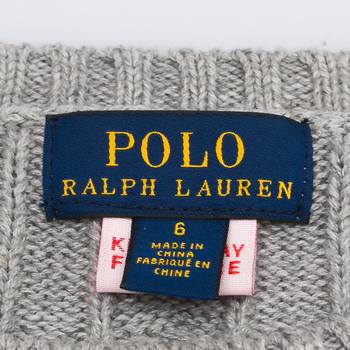 POLO
RALPH LAUREN
6
MADE IN
CHINA
FABRIQUÉ EN
CHINE